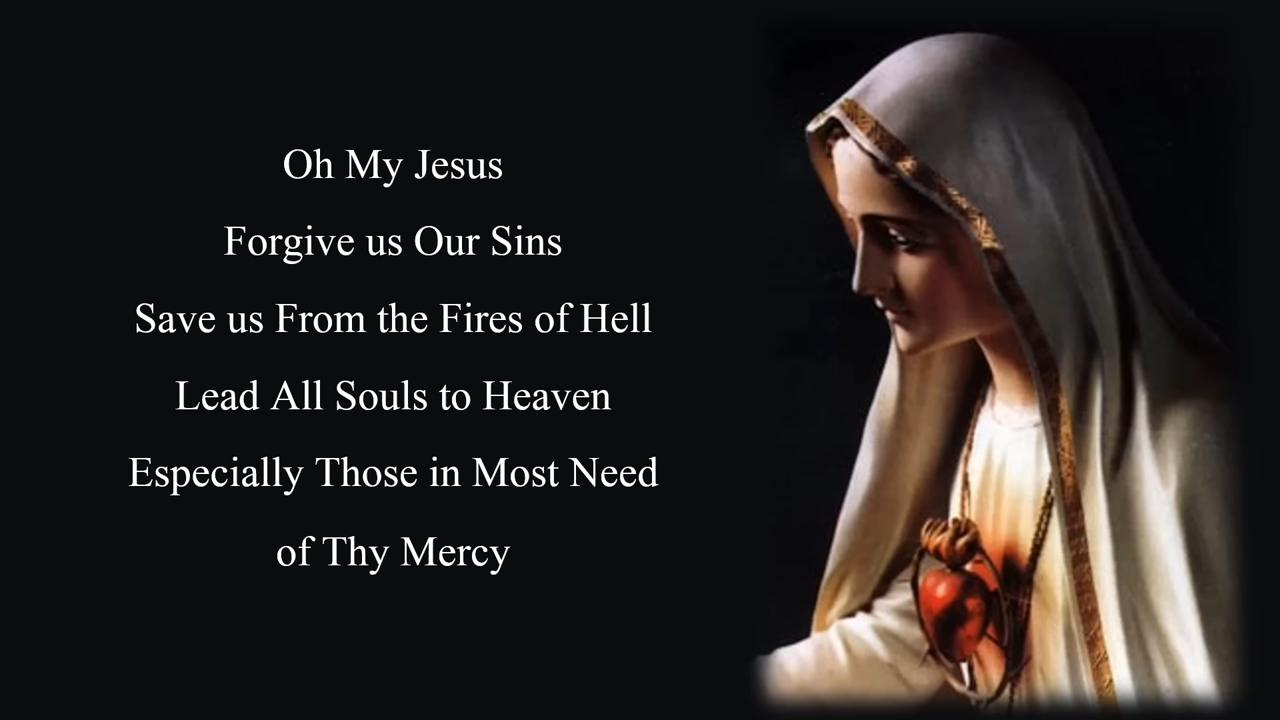 Oh My Jesus
Forgive us Our Sins
Save us From the Fires of Hell
Lead All Souls to Heaven
Especially Those in Most Need
of Thy Mercy